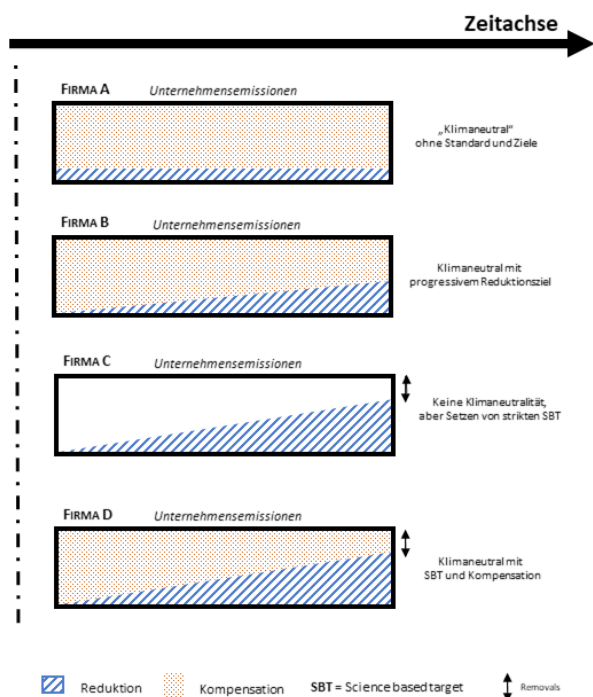 Zeitachse
FIRMA A Unternehmensemissionen
„Klimaneutral“
ohne Standard und Ziele
FIRMA B Unternehmensemissionen
Klimaneutral mit
progressivem Reduktionsziel
FIRMA C Unternehmensemissionen
Keine Klimaneutralität,
aber Setzen von strikten SBT
FIRMA D Unternehmensemissionen
Klimaneutral mit
SBT und Kompensation
Reduktion Kompensation SBT = Science based target Removals